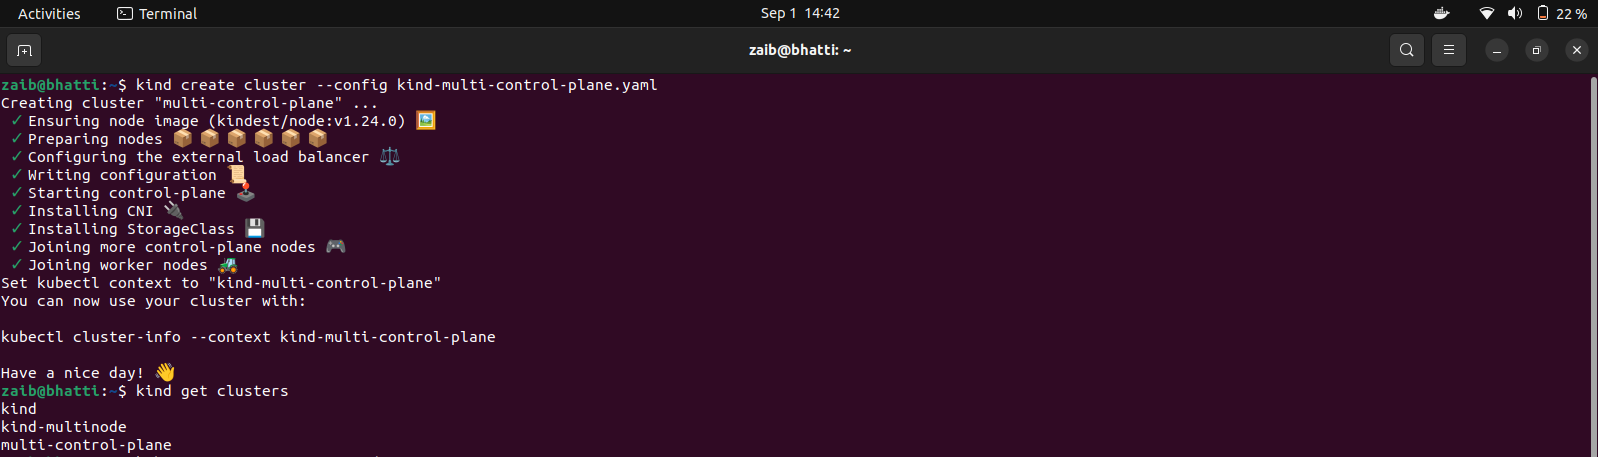 Activities Terminal Sep 1 14:42 22 %
zaib@bhatti: ~
zaib@bhatti:~$ kind create cluster --config kind-multi-control-plane.yaml
Creating cluster "multi-control-plane" ...
✓ Ensuring node image (kindest/node:v1.24.0) 🖼
✓ Preparing nodes 📦 📦 📦 📦 📦 📦
✓ Configuring the external load balancer ⚖️
✓ Writing configuration 📜
✓ Starting control-plane 🕹️
✓ Installing CNI 🔌
✓ Installing StorageClass 💾
✓ Joining more control-plane nodes 🎮
✓ Joining worker nodes 🚜
Set kubectl context to "kind-multi-control-plane"
You can now use your cluster with:
kubectl cluster-info --context kind-multi-control-plane
Have a nice day! 👋
zaib@bhatti:~$ kind get clusters
kind
kind-multinode
multi-control-plane